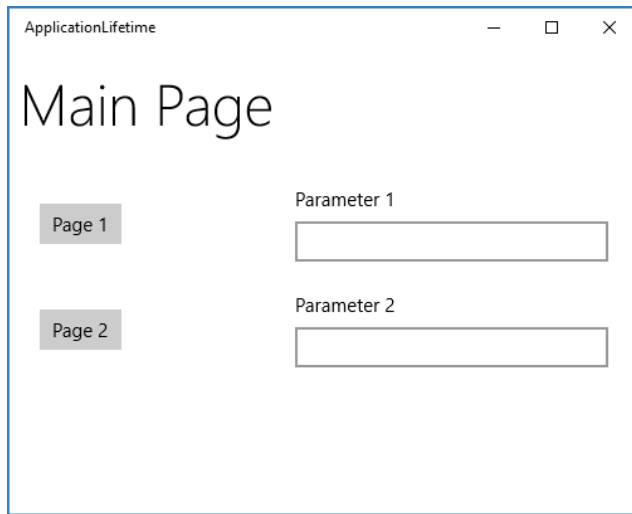 ApplicationLifetime
Main Page
Parameter 1
Page 1
Parameter 2
Page 2